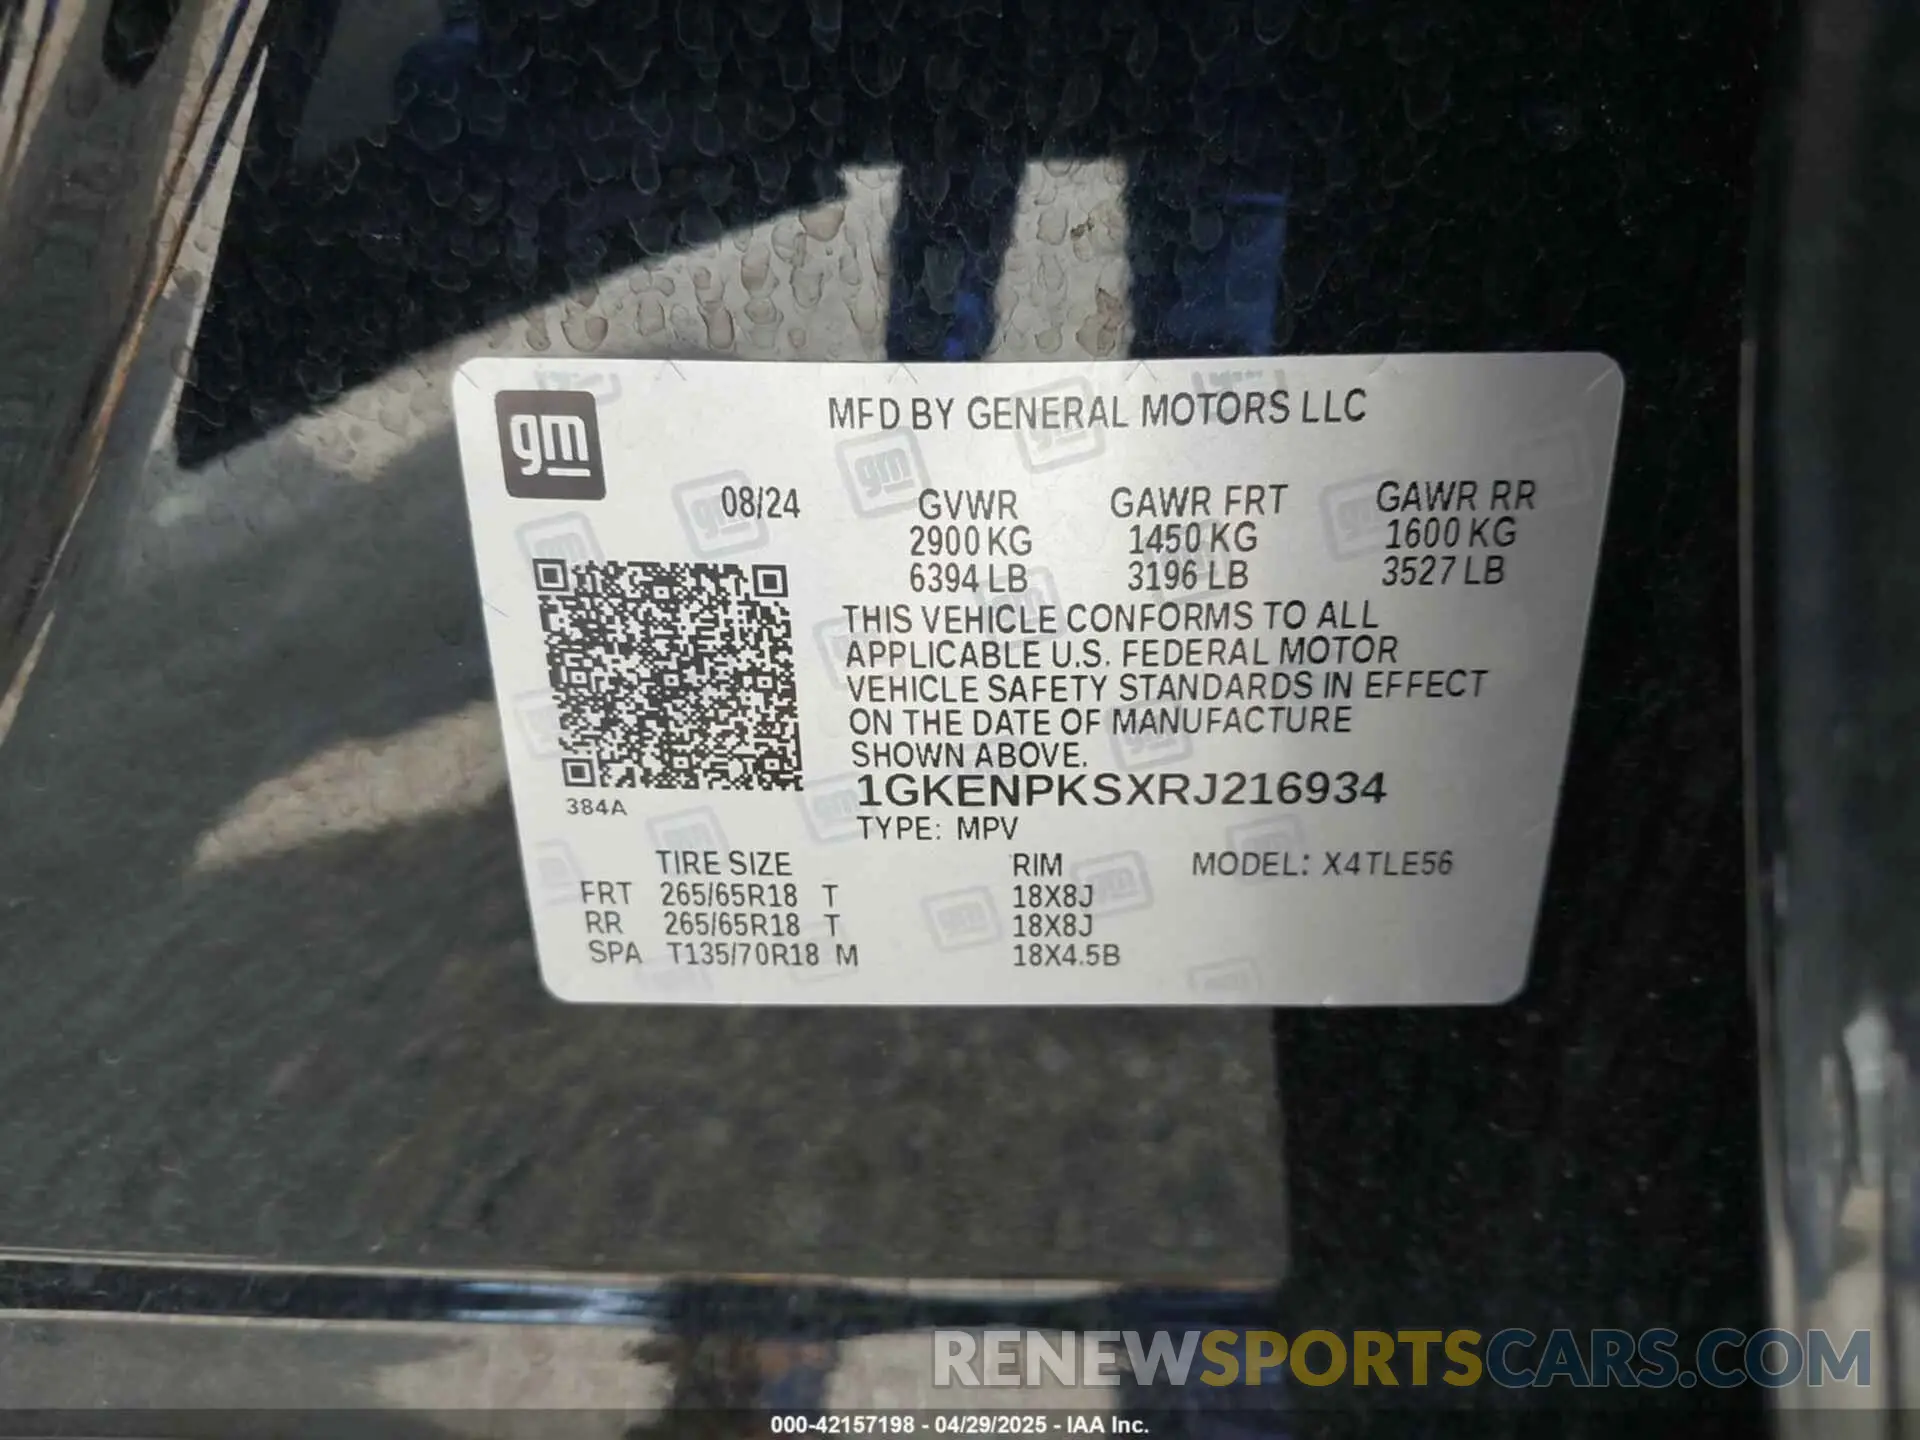 gm
MFD BY GENERAL MOTORS LLC
08/24 GVWR GAWR FRT GAWR RR
2900 KG 1450 KG 1600 KG
6394 LB 3196 LB 3527 LB
THIS VEHICLE CONFORMS TO ALL
APPLICABLE U.S. FEDERAL MOTOR
VEHICLE SAFETY STANDARDS IN EFFECT
ON THE DATE OF MANUFACTURE
SHOWN ABOVE.
1GKENPKSXRJ216934
384A
TYPE: MPV
TIRE SIZE RIM MODEL: X4TLE56
FRT 265/65R18 T 18X8J
RR 265/65R18 T 18X8J
SPA T135/70R18 M 18X4.5B
RENEWSPORTSCARS.COM
000-42157198 - 04/29/2025 - IAA Inc.